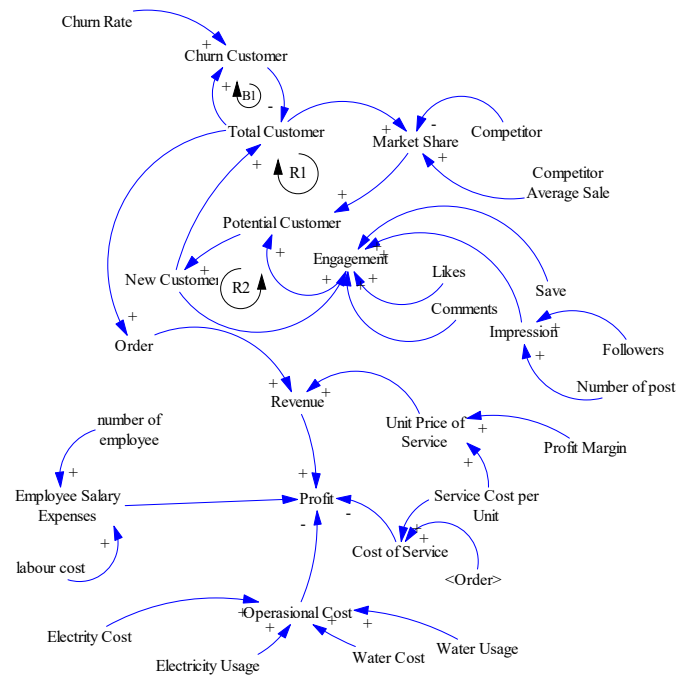 Churn Rate
+
Churn Customer
+
B1
-
Total Customer
+
-
Competitor
Market Share
+
+
R1
Competitor
Average Sale
+
Potential Customer
+
Engagement
+
+
+
+
New Customer
+
R2
Likes
Save
Comments
+
Order
Impression
+
+
Followers
Number of post
+
+
Revenue
number of
employee
Unit Price of
Service
+
Profit Margin
+
+
+
Employee Salary
Expenses
Profit
-
Service Cost per
Unit
-
+
+
+
Cost of Service
labour cost
<Order>
+
Operasional Cost
+
+
+
Electrity Cost
Electricity Usage
Water Cost
Water Usage